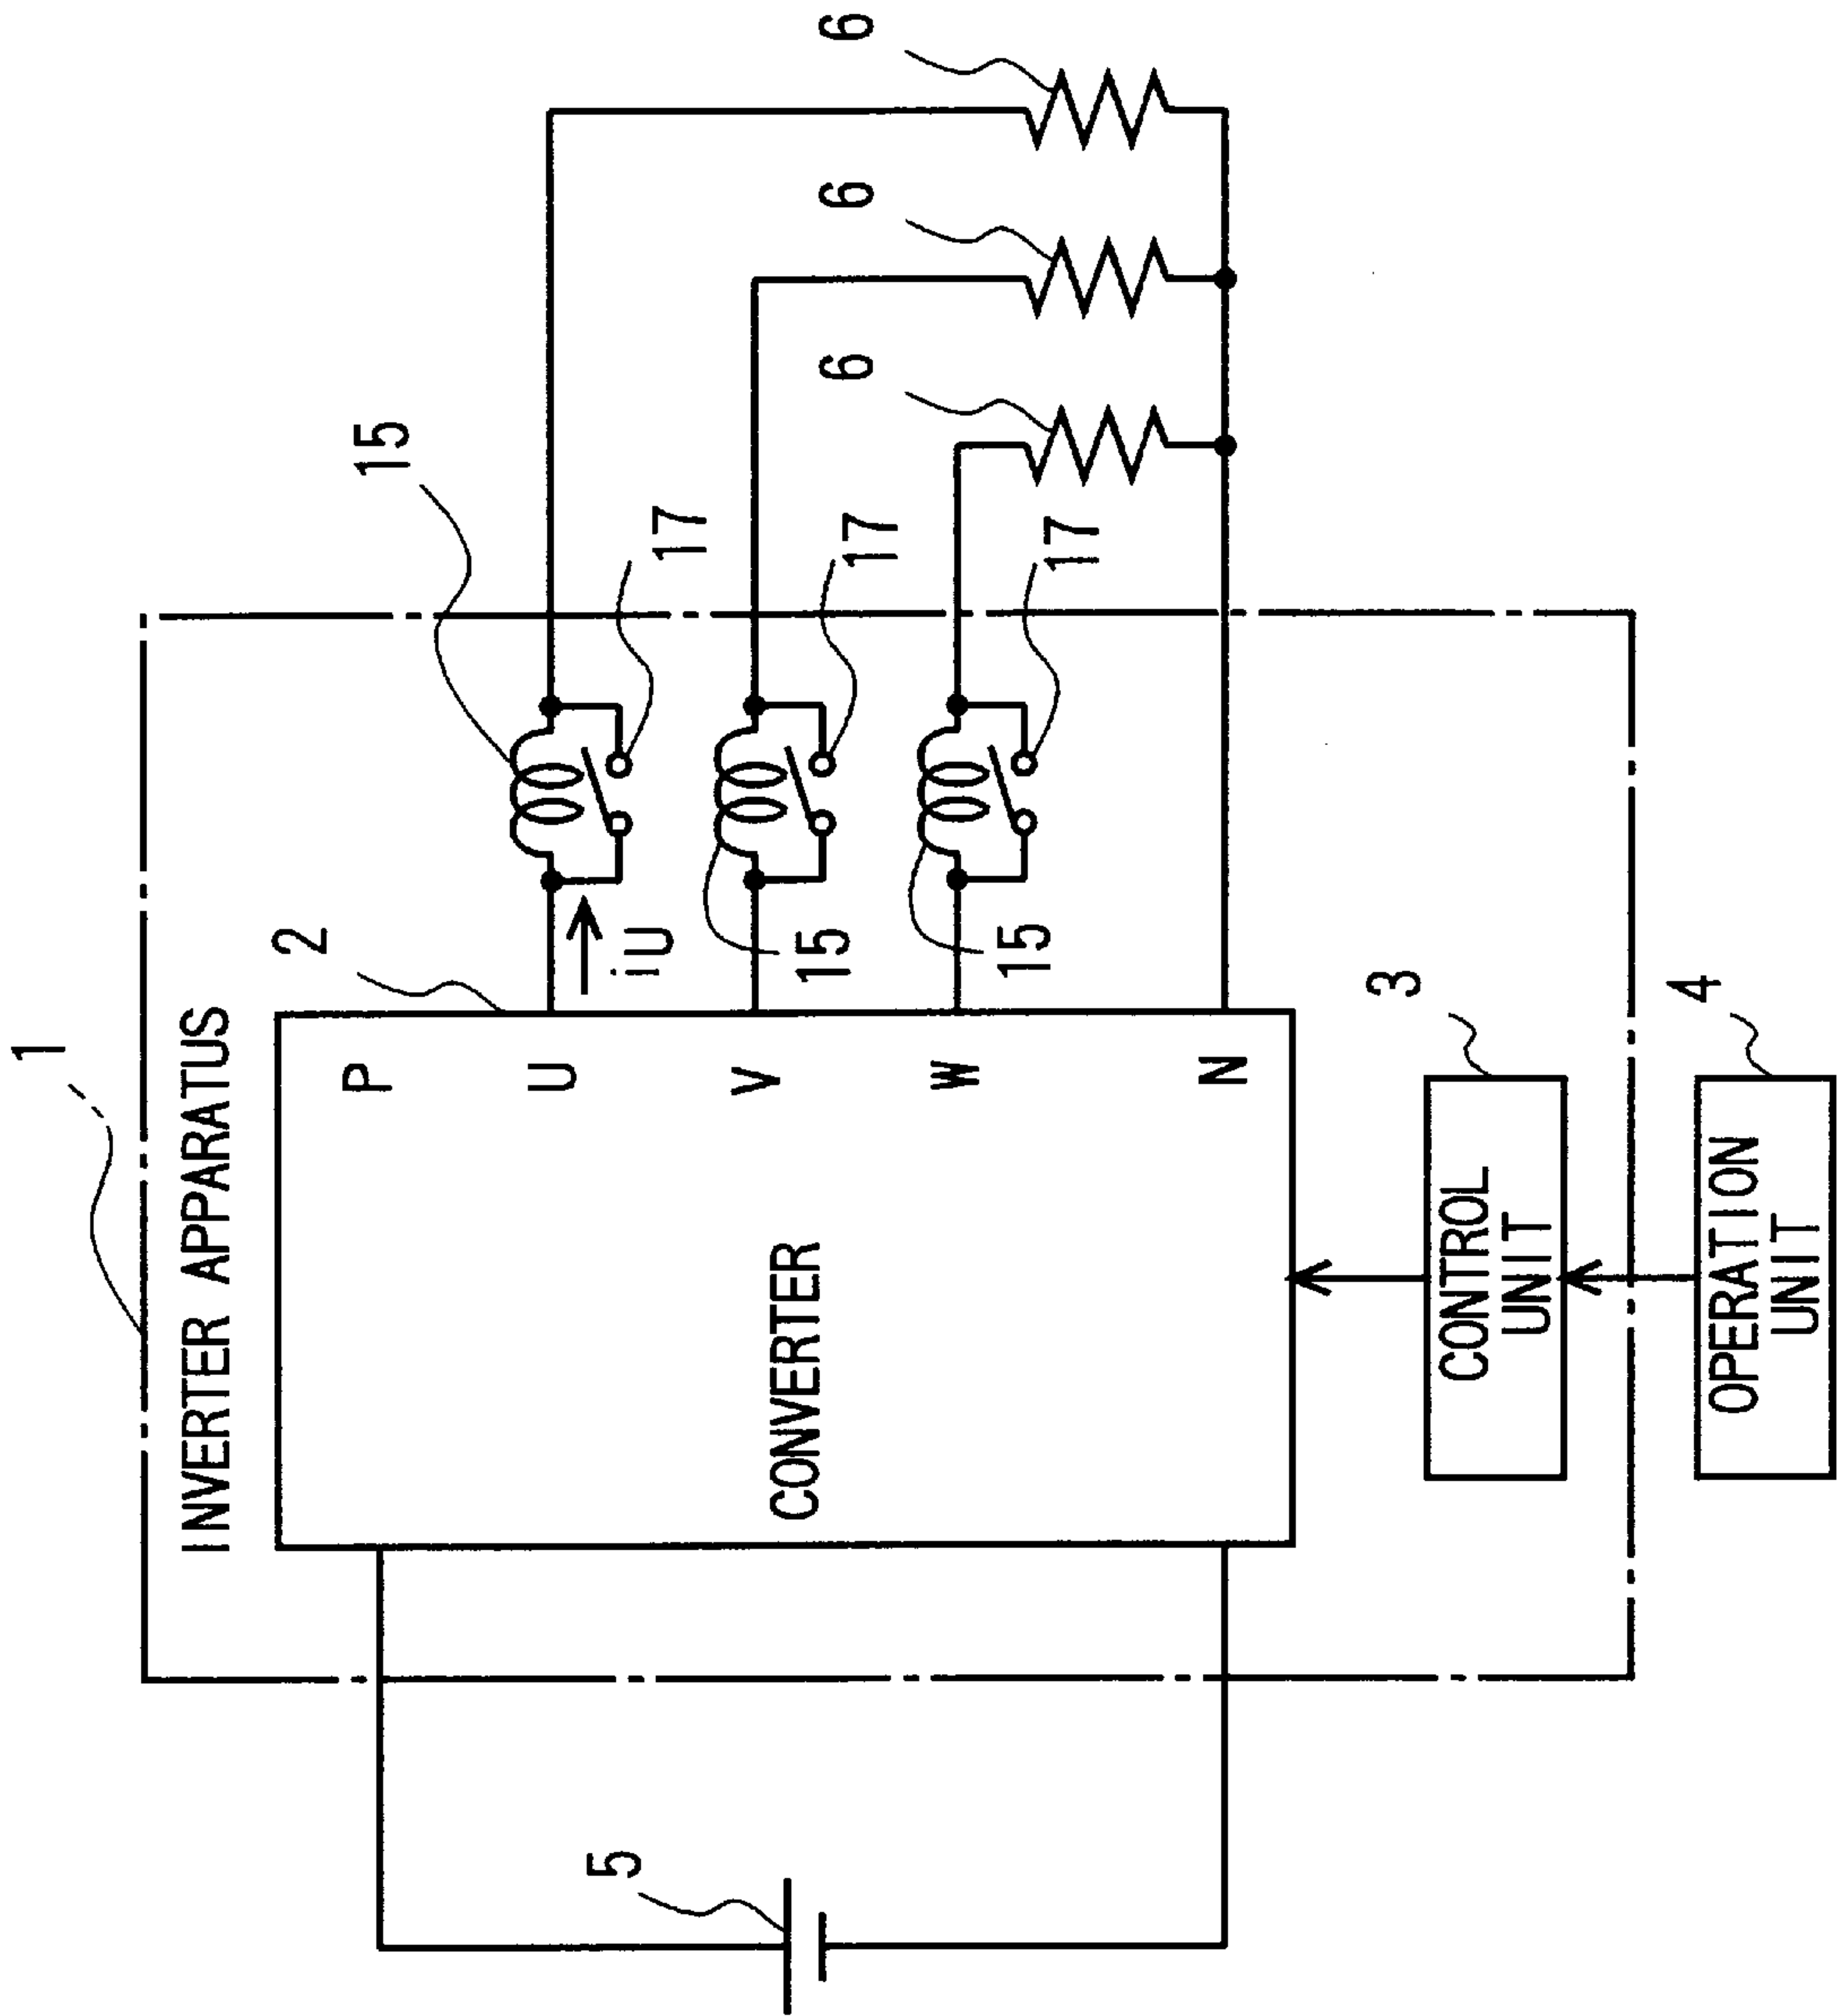 1
INVERTER APPARATUS
2
P
15
U
5
iU
17
V
CONVERTER
15
17
6
6
6
W
15
17
N
3
CONTROL
UNIT
4
OPERATION
UNIT